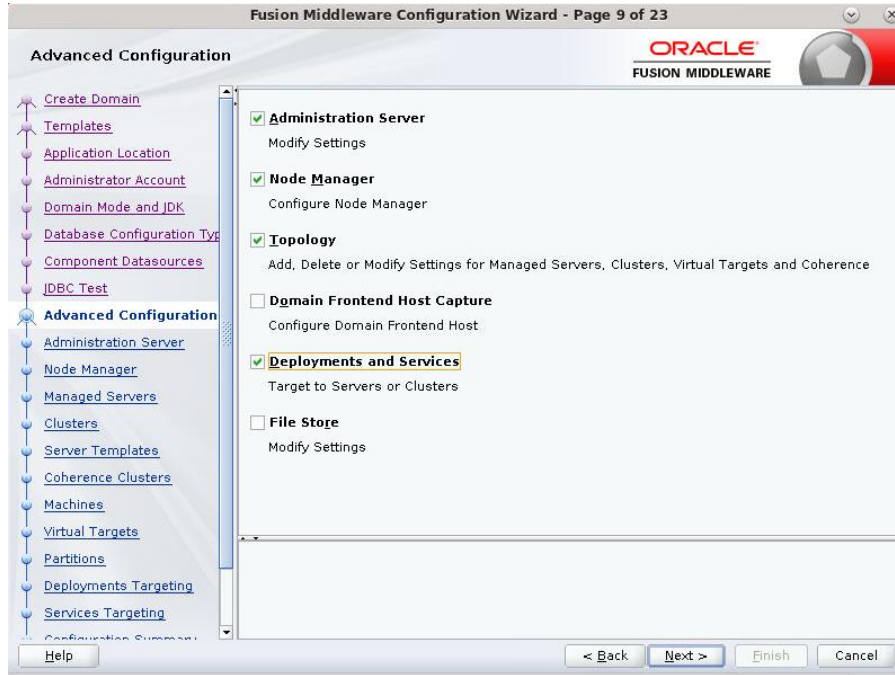 Fusion Middleware Configuration Wizard - Page 9 of 23
Advanced Configuration
ORACLE
FUSION MIDDLEWARE
Create Domain
Templates
Application Location
Administrator Account
Domain Mode and JDK
Database Configuration Typ
Component Datasources
JDBC Test
Advanced Configuration
Administration Server
Node Manager
Managed Servers
Clusters
Server Templates
Coherence Clusters
Machines
Virtual Targets
Partitions
Deployments Targeting
Services Targeting
Configuration Summary
Administration Server
Modify Settings
Node Manager
Configure Node Manager
Topology
Add, Delete or Modify Settings for Managed Servers, Clusters, Virtual Targets and Coherence
Domain Frontend Host Capture
Configure Domain Frontend Host
Deployments and Services
Target to Servers or Clusters
File Store
Modify Settings
Help
< Back
Next >
Finish
Cancel